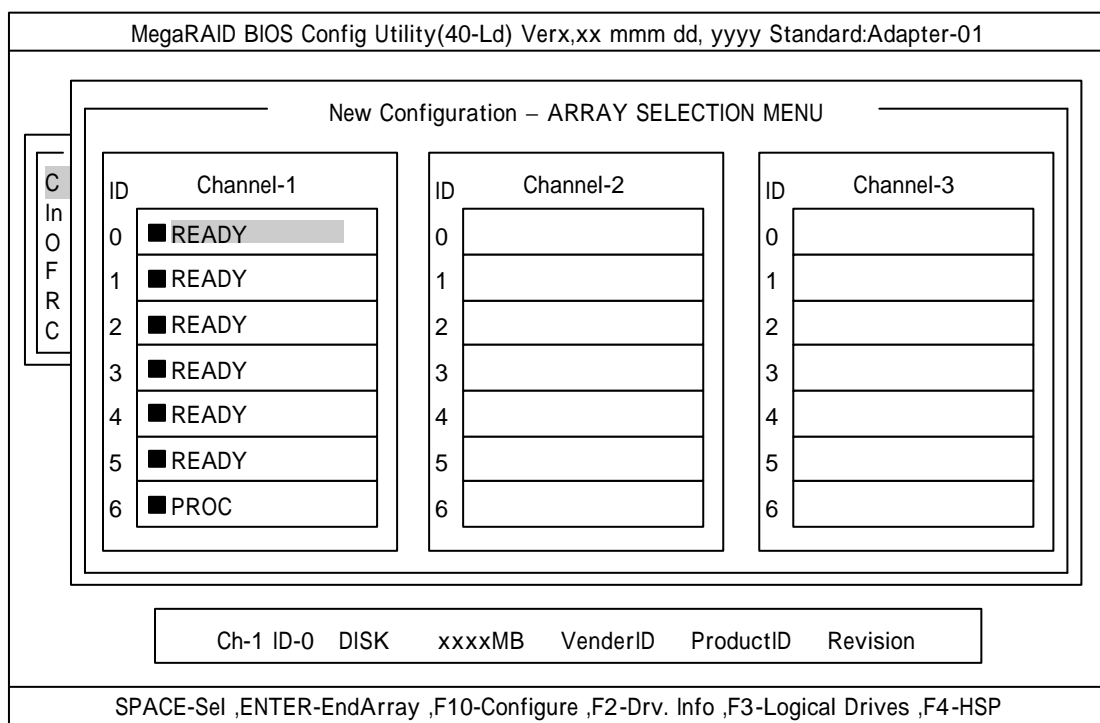 MegaRAID BIOS Config Utility(40-Ld) Verx,xx mmm dd, yyyy Standard:Adapter-01
New Configuration – ARRAY SELECTION MENU
C
In
O
F
R
C
ID Channel-1
0 READY
1 READY
2 READY
3 READY
4 READY
5 READY
6 PROC
ID Channel-2
0
1
2
3
4
5
6
ID Channel-3
0
1
2
3
4
5
6
Ch-1 ID-0 DISK xxxxMB VenderID ProductID Revision
SPACE-Sel ,ENTER-EndArray ,F10-Configure ,F2-Drv. Info ,F3-Logical Drives ,F4-HSP